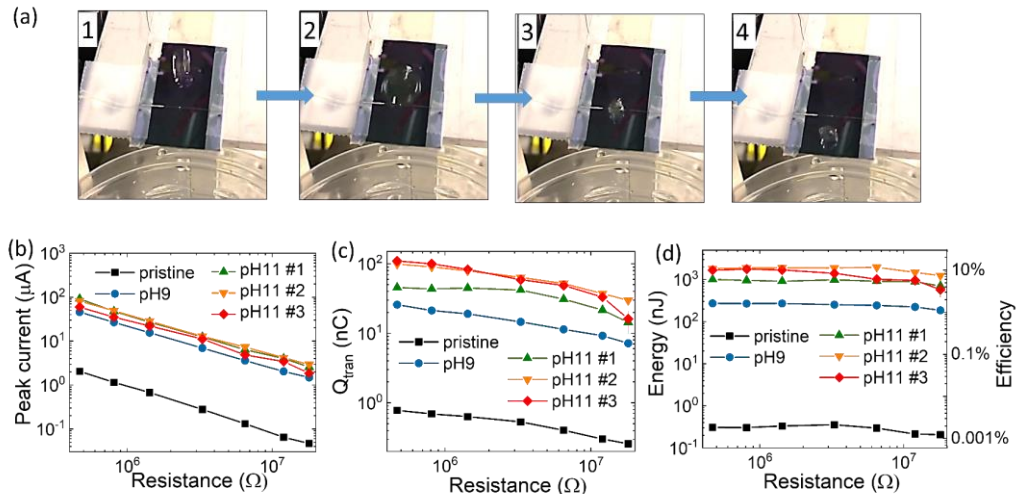 (a)
1
2
3
4
(b)
Peak current (μA)
10³
10²
10¹
10⁰
10⁻¹
pristine
pH9
pH11 #1
pH11 #2
pH11 #3
10⁶
10⁷
Resistance (Ω)
(c)
Qtran (nC)
10²
10¹
10⁰
pristine
pH9
pH11 #1
pH11 #2
pH11 #3
10⁶
10⁷
Resistance (Ω)
(d)
Energy (nJ)
10⁴
10³
10²
10¹
10⁰
10⁻¹
pristine
pH9
pH11 #1
pH11 #2
pH11 #3
10%
0.1%
0.001%
Efficiency
10⁶
10⁷
Resistance (Ω)